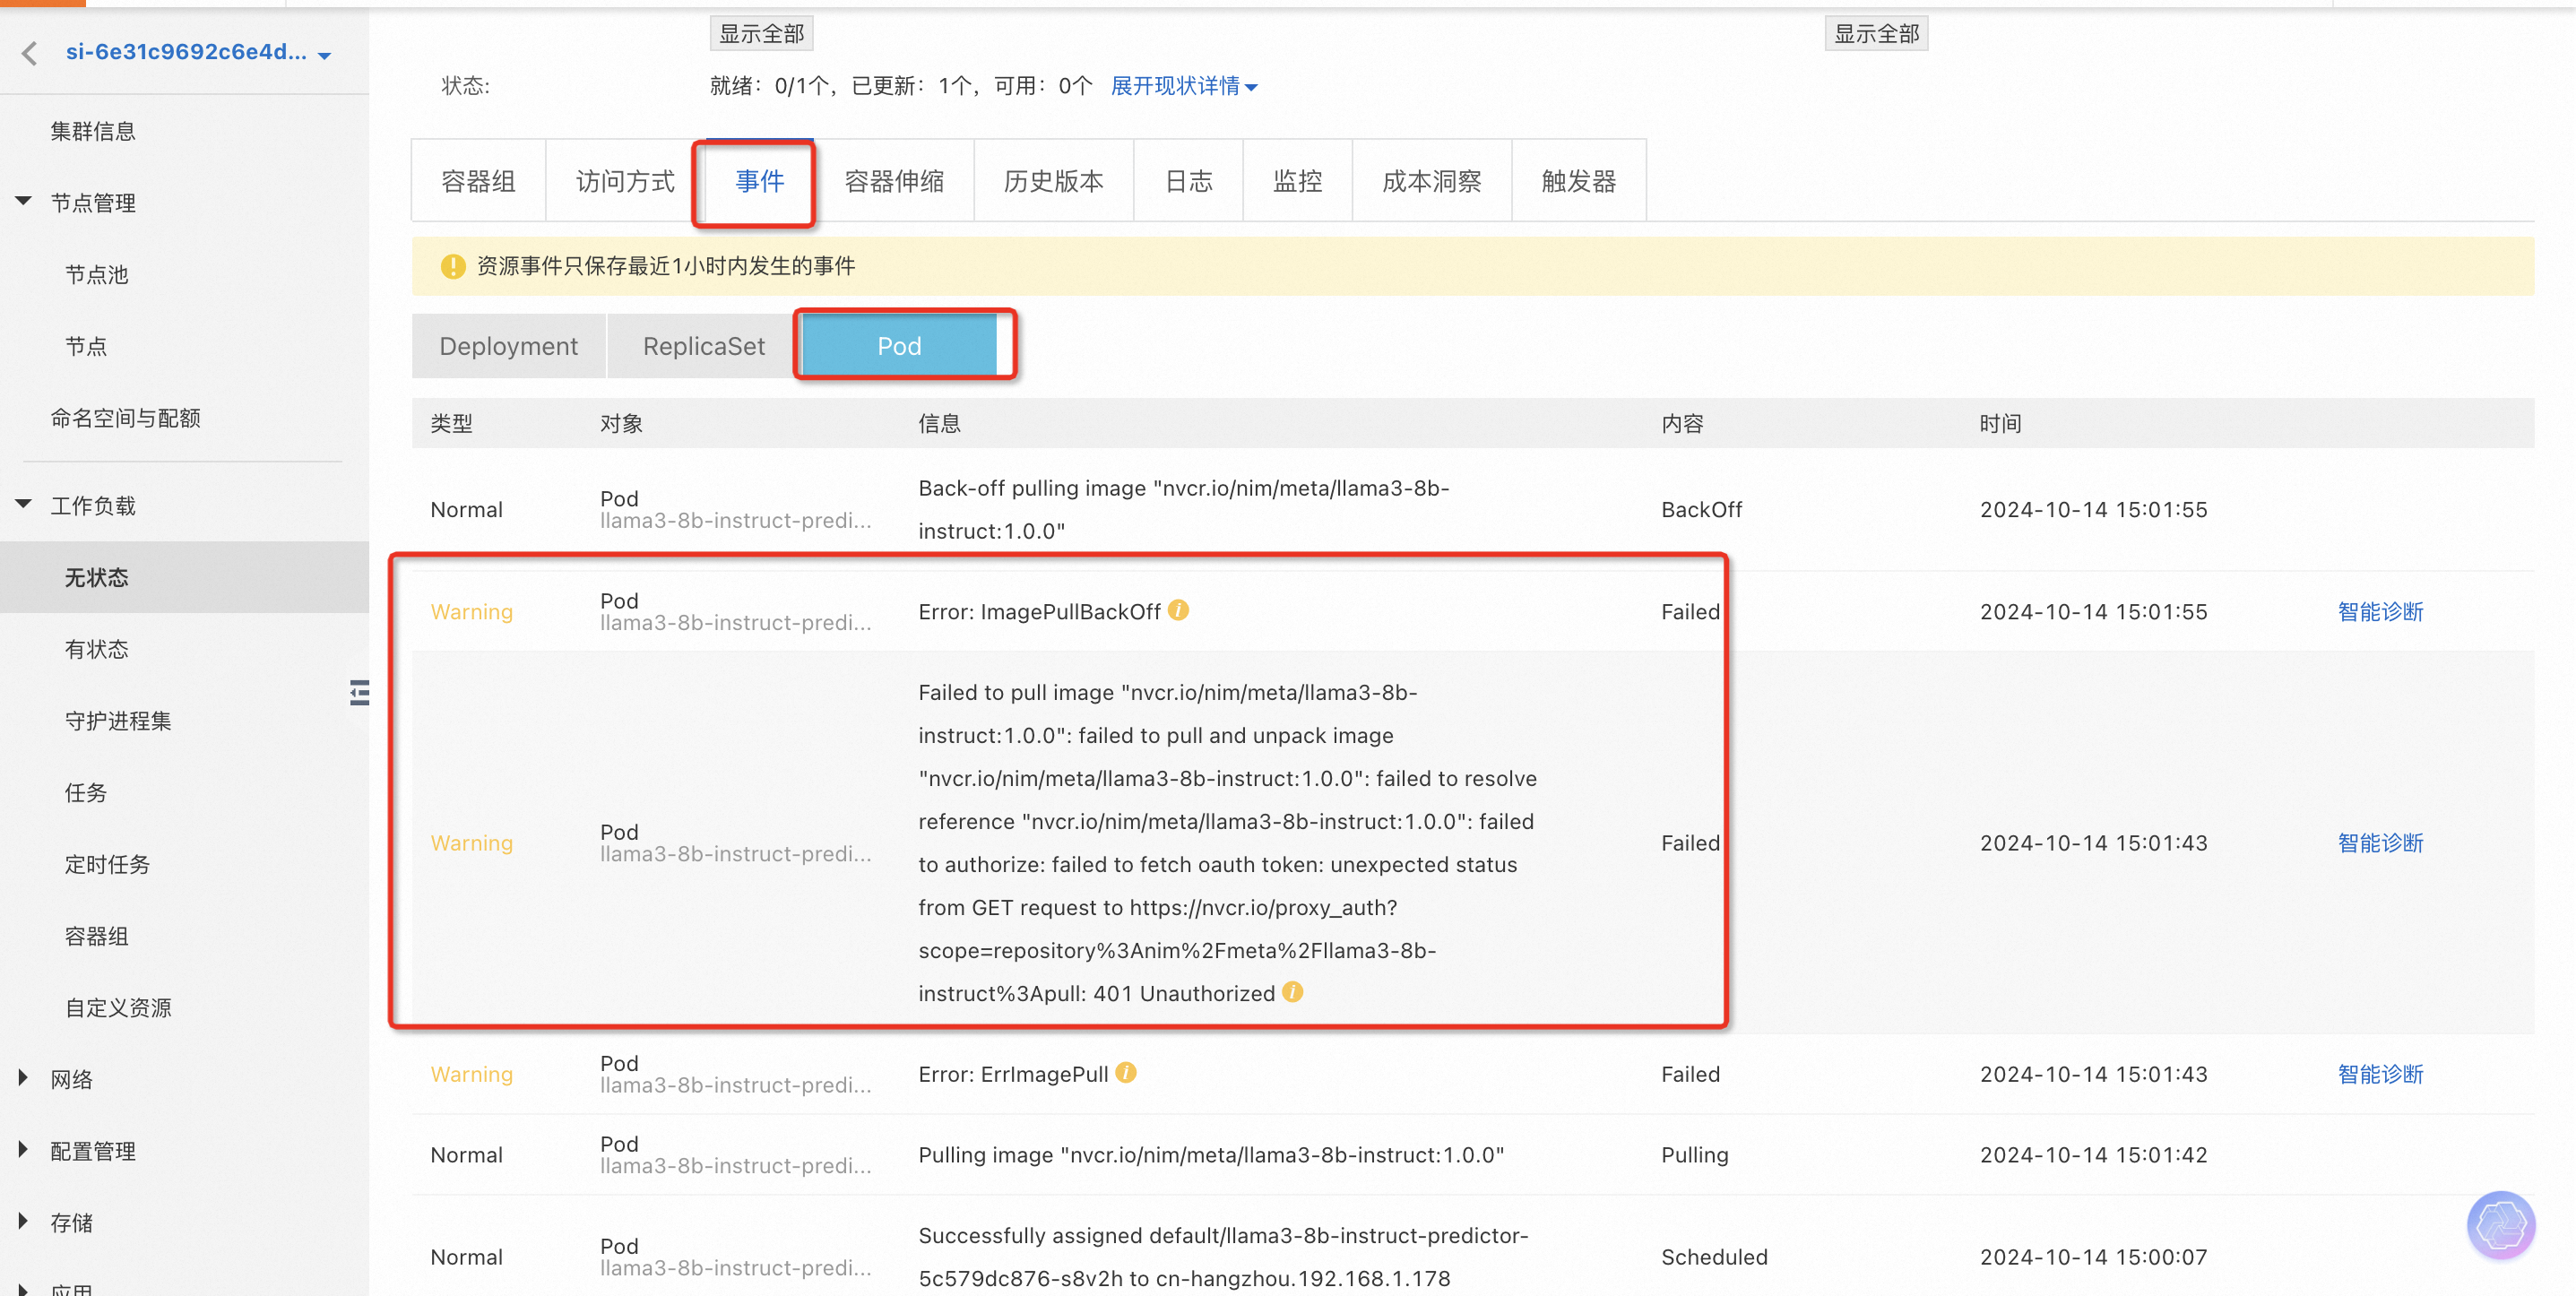 显示全部
显示全部
si-6e31c9692c6e4d...
状态:
就绪：0/1个，已更新：1个，可用：0个 展开现状详情
集群信息
节点管理
节点池
节点
命名空间与配额
工作负载
无状态
有状态
守护进程集
任务
定时任务
容器组
自定义资源
网络
配置管理
存储
应用
容器组
访问方式
事件
容器伸缩
历史版本
日志
监控
成本洞察
触发器
资源事件只保存最近1小时内发生的事件
Deployment
ReplicaSet
Pod
类型
对象
信息
内容
时间
Normal
Pod
llama3-8b-instruct-predi...
Back-off pulling image "nvcr.io/nim/meta/llama3-8b-
instruct:1.0.0"
BackOff
2024-10-14 15:01:55
Warning
Pod
llama3-8b-instruct-predi...
Error: ImagePullBackOff
Failed
2024-10-14 15:01:55
智能诊断
Warning
Pod
llama3-8b-instruct-predi...
Failed to pull image "nvcr.io/nim/meta/llama3-8b-
instruct:1.0.0": failed to pull and unpack image
"nvcr.io/nim/meta/llama3-8b-instruct:1.0.0": failed to resolve
reference "nvcr.io/nim/meta/llama3-8b-instruct:1.0.0": failed
to authorize: failed to fetch oauth token: unexpected status
from GET request to https://nvcr.io/proxy_auth?
scope=repository%3Anim%2Fmeta%2Fllama3-8b-
instruct%3Apull: 401 Unauthorized
Failed
2024-10-14 15:01:43
智能诊断
Warning
Pod
llama3-8b-instruct-predi...
Error: ErrImagePull
Failed
2024-10-14 15:01:43
智能诊断
Normal
Pod
llama3-8b-instruct-predi...
Pulling image "nvcr.io/nim/meta/llama3-8b-instruct:1.0.0"
Pulling
2024-10-14 15:01:42
Normal
Pod
llama3-8b-instruct-predi...
Successfully assigned default/llama3-8b-instruct-predictor-
5c579dc876-s8v2h to cn-hangzhou.192.168.1.178
Scheduled
2024-10-14 15:00:07